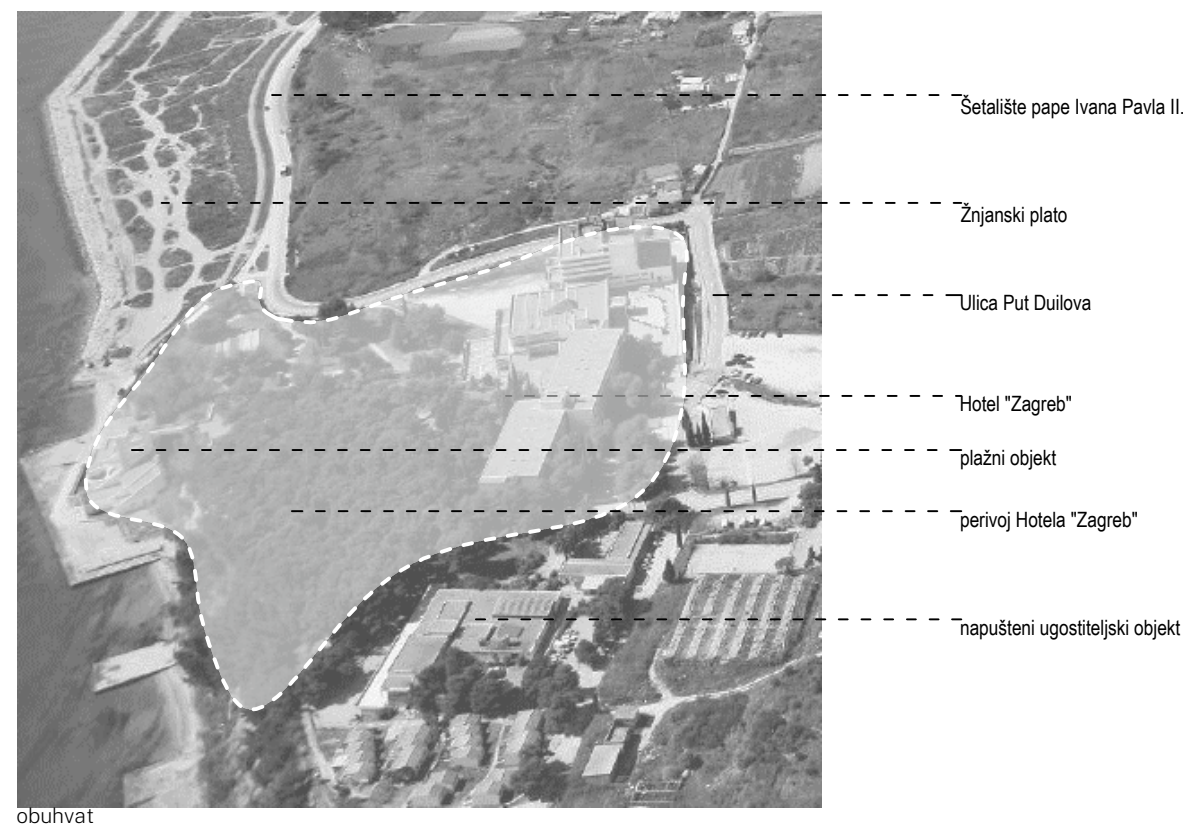 Šetalište pape Ivana Pavla II.
Žnjanski plato
Ulica Put Duilova
Hotel "Zagreb"
plažni objekt
perivoj Hotela "Zagreb"
napušteni ugostiteljski objekt
obuhvat